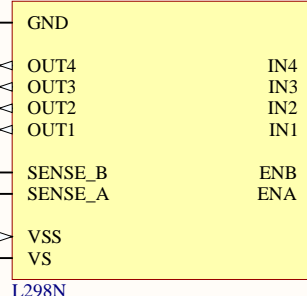 GND
OUT4 IN4
OUT3 IN3
OUT2 IN2
OUT1 IN1
SENSE_B ENB
SENSE_A ENA
VSS
VS
L298N